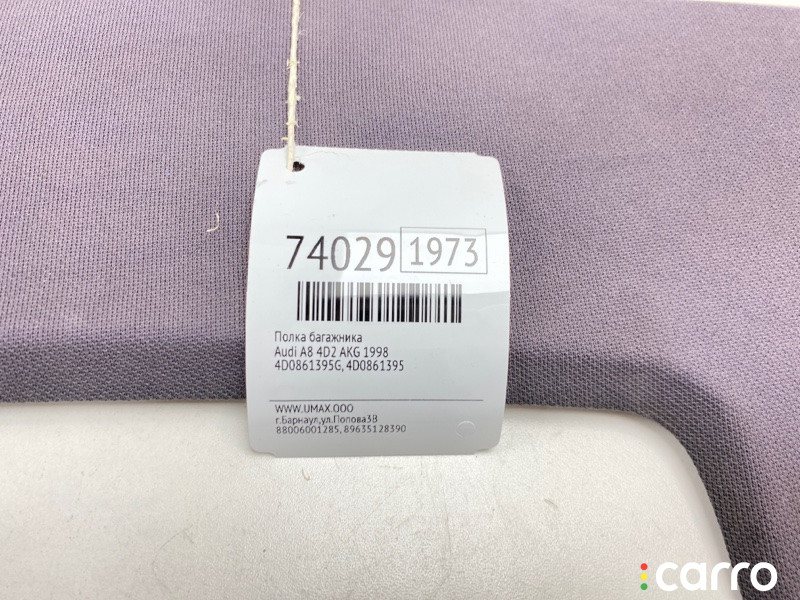 74029 1973
Полка багажника
Audi A8 4D2 AKG 1998
4D0861395G, 4D0861395
WWW.UMAX.OOO
г.Барнаул,ул.Попова3В
88006001285, 89635128390
carro